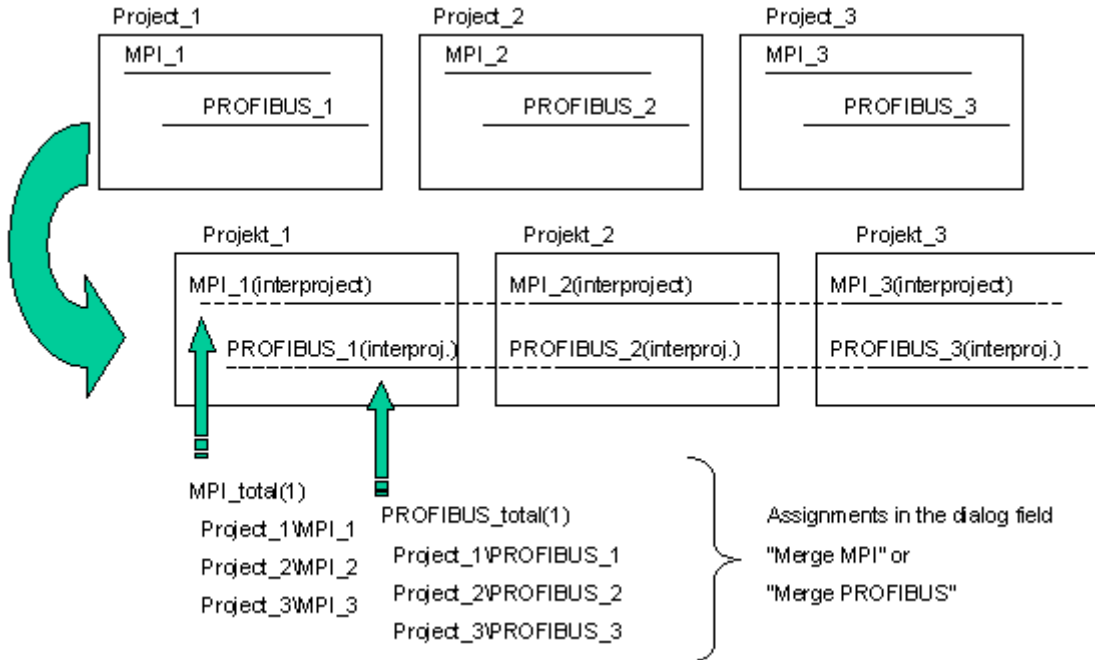 Project_1
Project_2
Project_3
MPI_1
MPI_2
MPI_3
PROFIBUS_1
PROFIBUS_2
PROFIBUS_3
Projekt_1
Projekt_2
Projekt_3
MPI_1(interproject)
MPI_2(interproject)
MPI_3(interproject)
PROFIBUS_1(interproj.)
PROFIBUS_2(interproj.)
PROFIBUS_3(interproj.)
MPI_total(1)
Project_1\MPI_1
Project_2\MPI_2
Project_3\MPI_3
PROFIBUS_total(1)
Project_1\PROFIBUS_1
Project_2\PROFIBUS_2
Project_3\PROFIBUS_3
Assignments in the dialog field
"Merge MPI" or
"Merge PROFIBUS"